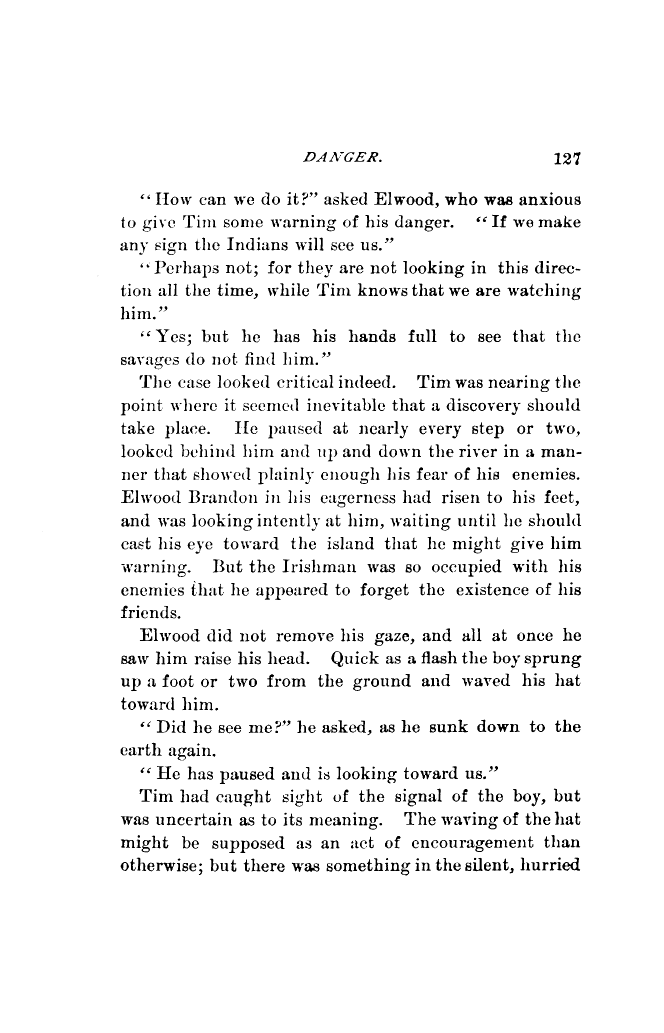 DANGER. 127
“How can we do it?” asked Elwood, who was anxious
to give Tim some warning of his danger. “If we make
any sign the Indians will see us.”
“Perhaps not; for they are not looking in this direc-
tion all the time, while Tim knows that we are watching
him.”
“Yes; but he has his hands full to see that the
savages do not find him.”
The case looked critical indeed. Tim was nearing the
point where it seemed inevitable that a discovery should
take place. He paused at nearly every step or two,
looked behind him and up and down the river in a man-
ner that showed plainly enough his fear of his enemies.
Elwood Brandon in his eagerness had risen to his feet,
and was looking intently at him, waiting until he should
cast his eye toward the island that he might give him
warning. But the Irishman was so occupied with his
enemies that he appeared to forget the existence of his
friends.
Elwood did not remove his gaze, and all at once he
saw him raise his head. Quick as a flash the boy sprung
up a foot or two from the ground and waved his hat
toward him.
“Did he see me?” he asked, as he sunk down to the
earth again.
“He has paused and is looking toward us.”
Tim had caught sight of the signal of the boy, but
was uncertain as to its meaning. The waving of the hat
might be supposed as an act of encouragement than
otherwise; but there was something in the silent, hurried